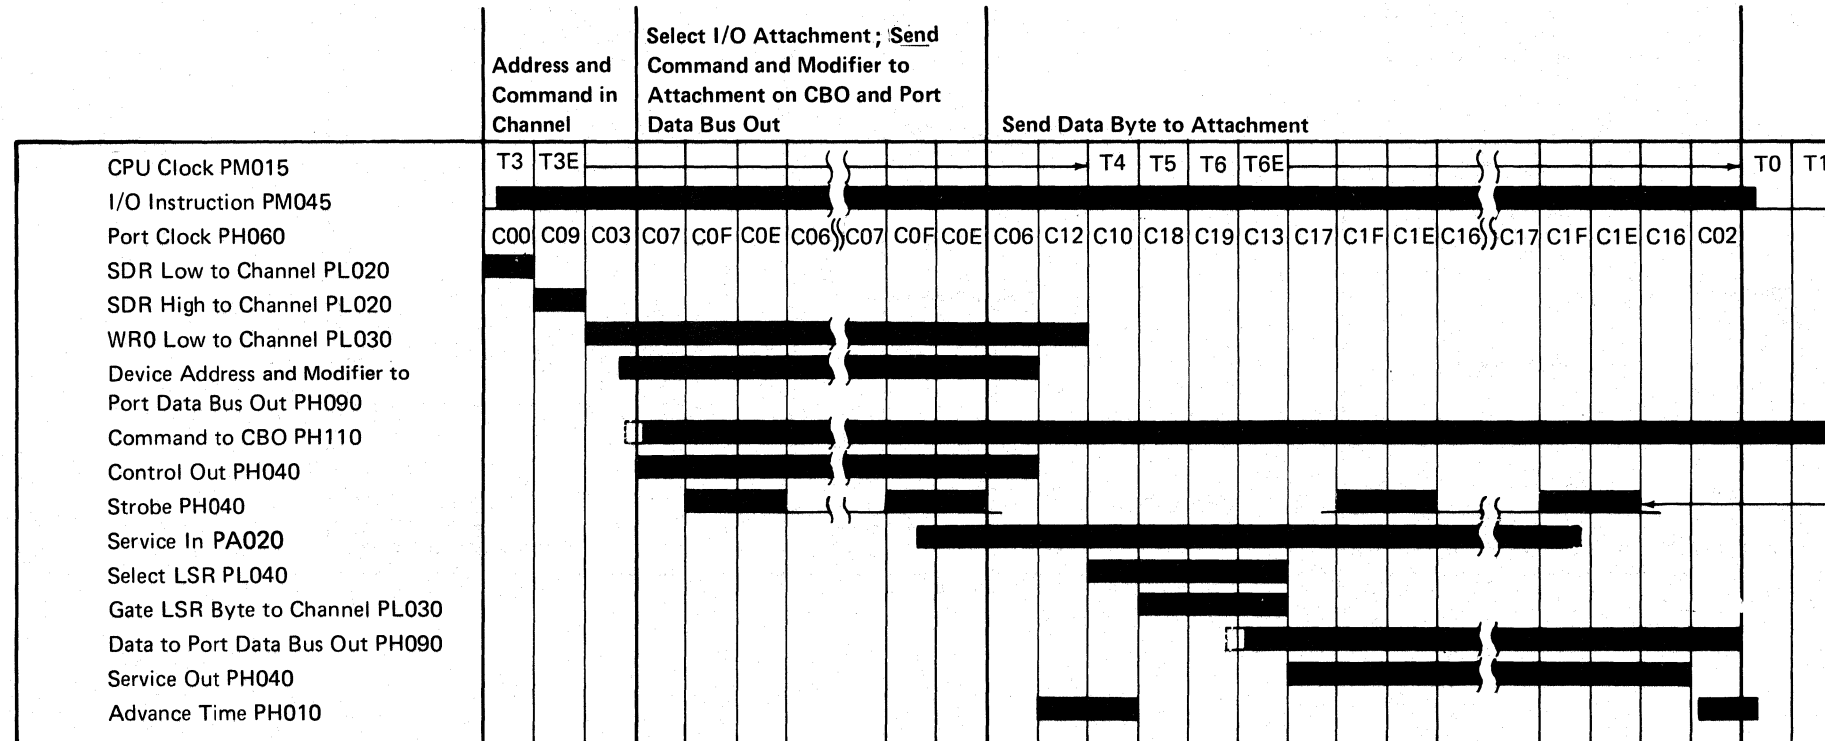 Address and
Command in
Channel
Select I/O Attachment; Send
Command and Modifier to
Attachment on CBO and Port
Data Bus Out
Send Data Byte to Attachment
CPU Clock PM015 T3 T3E T4 T5 T6 T6E T0 T1
I/O Instruction PM045
Port Clock PH060 C00 C09 C03 C07 C0F C0E C06 C07 C0F C0E C06 C12 C10 C18 C19 C13 C17 C1F C1E C16 C17 C1F C1E C16 C02
SDR Low to Channel PL020
SDR High to Channel PL020
WR0 Low to Channel PL030
Device Address and Modifier to
Port Data Bus Out PH090
Command to CBO PH110
Control Out PH040
Strobe PH040
Service In PA020
Select LSR PL040
Gate LSR Byte to Channel PL030
Data to Port Data Bus Out PH090
Service Out PH040
Advance Time PH010